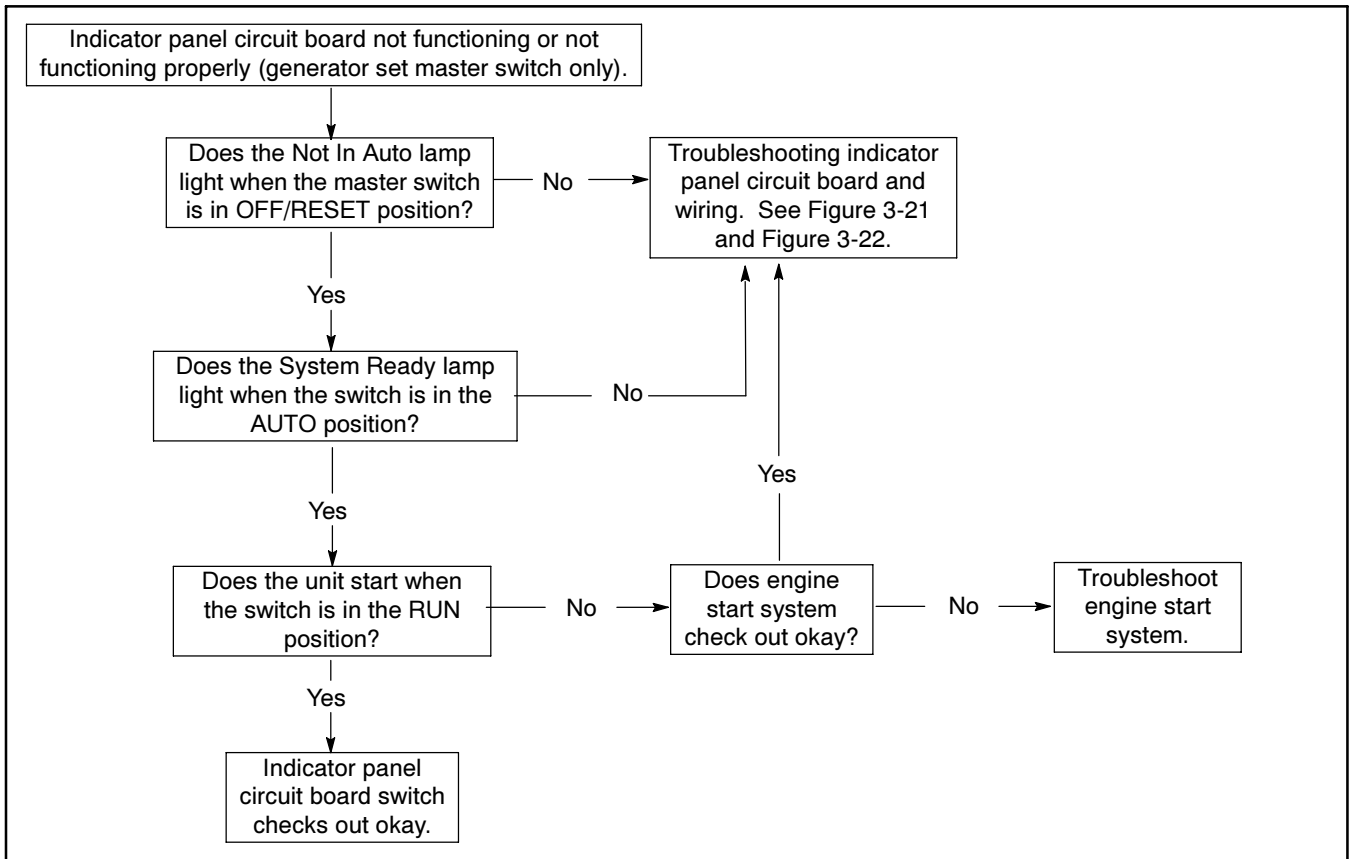 Indicator panel circuit board not functioning or not
functioning properly (generator set master switch only).
Does the Not In Auto lamp
light when the master switch
is in OFF/RESET position?
No
Troubleshooting indicator
panel circuit board and
wiring. See Figure 3-21
and Figure 3-22.
Yes
Does the System Ready lamp
light when the switch is in the
AUTO position?
No
Yes
Yes
Does the unit start when
the switch is in the RUN
position?
No
Does engine
start system
check out okay?
No
Troubleshoot
engine start
system.
Yes
Indicator panel
circuit board switch
checks out okay.